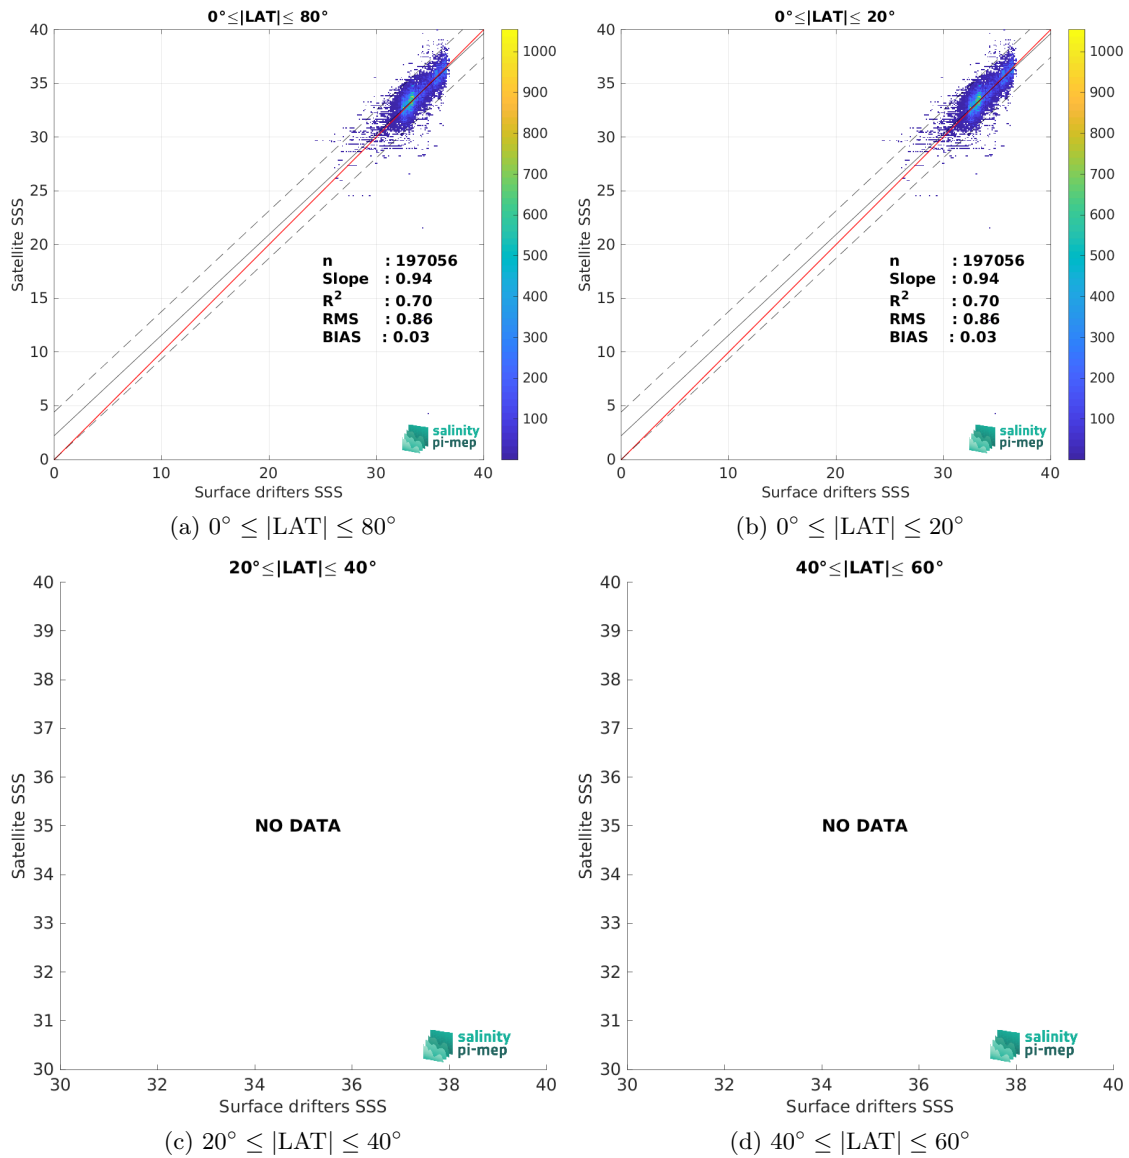 0°≤|LAT|≤ 80°
40
35
30
25
20
15
10
5
0
Satellite SSS
0
10
20
30
40
Surface drifters SSS
n : 197056
Slope : 0.94
R² : 0.70
RMS : 0.86
BIAS : 0.03
salinity
pi-mep
1000
900
800
700
600
500
400
300
200
100
(a) 0° ≤ |LAT| ≤ 80°
0°≤|LAT|≤ 20°
40
35
30
25
20
15
10
5
0
Satellite SSS
0
10
20
30
40
Surface drifters SSS
n : 197056
Slope : 0.94
R² : 0.70
RMS : 0.86
BIAS : 0.03
salinity
pi-mep
1000
900
800
700
600
500
400
300
200
100
(b) 0° ≤ |LAT| ≤ 20°
20°≤|LAT|≤ 40°
40
39
38
37
36
35
34
33
32
31
30
Satellite SSS
NO DATA
salinity
pi-mep
30
32
34
36
38
40
Surface drifters SSS
(c) 20° ≤ |LAT| ≤ 40°
40°≤|LAT|≤ 60°
40
39
38
37
36
35
34
33
32
31
30
Satellite SSS
NO DATA
salinity
pi-mep
30
32
34
36
38
40
Surface drifters SSS
(d) 40° ≤ |LAT| ≤ 60°